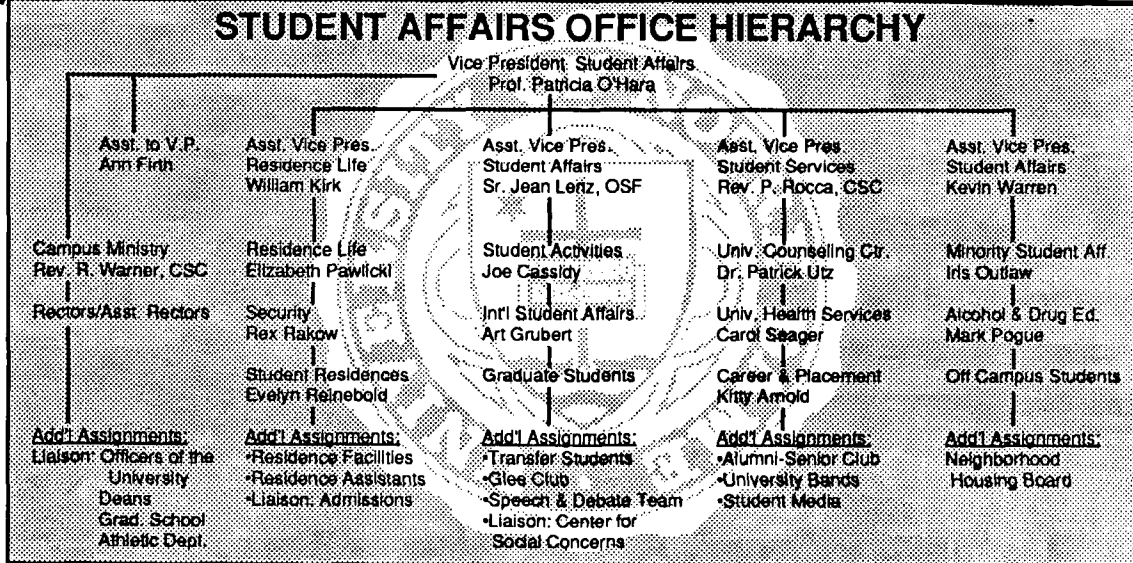 STUDENT AFFAIRS OFFICE HIERARCHY
Vice President Student Affairs
Prof. Patricia O'Hara
Asst. to V.P.
Ann Firth
Campus Ministry
Rev. R. Warner, CSC
Rectors/Asst. Rectors
Add'l Assignments:
Liaison: Officers of the
University
Deans
Grad. School
Athletic Dept.
Asst. Vice Pres.
Residence Life
William Kirk
Residence Life
Elizabeth Pawlicki
Security
Rex Rakow
Student Residences
Evelyn Reinebold
Add'l Assignments:
•Residence Facilities
•Residence Assistants
•Liaison: Admissions
Asst. Vice Pres.
Student Affairs
Sr. Jean Lenz, OSF
Student Activities
Joe Cassidy
Int'l Student Affairs
Art Grubert
Graduate Students
Add'l Assignments:
•Transfer Students
•Glee Club
•Speech & Debate Team
•Liaison: Center for
Social Concerns
Asst. Vice Pres.
Student Services
Rev. P. Rocca, CSC
Univ. Counseling Ctr.
Dr. Patrick Utz
Univ. Health Services
Carol Seager
Career & Placement
Kitty Arnold
Add'l Assignments:
•Alumni-Senior Club
•University Bands
•Student Media
Asst. Vice Pres.
Student Affairs
Kevin Warren
Minority Student Aff.
Iris Outlaw
Alcohol & Drug Ed.
Mark Pogue
Off Campus Students
Add'l Assignments:
Neighborhood
Housing Board